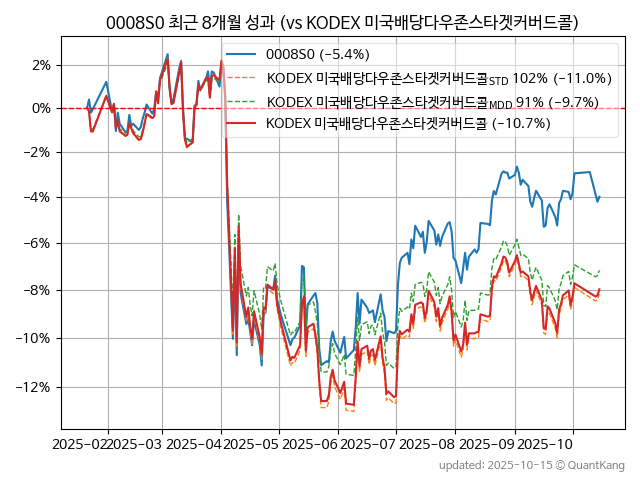 0008S0 최근 8개월 성과 (vs KODEX 미국배당다우존스타겟커버드콜)
0008S0 (−5.4%)
KODEX 미국배당다우존스타겟커버드콜STD 102% (−11.0%)
KODEX 미국배당다우존스타겟커버드콜MDD 91% (−9.7%)
KODEX 미국배당다우존스타겟커버드콜 (−10.7%)
2%
0%
−2%
−4%
−6%
−8%
−10%
−12%
2025-02 2025-03 2025-04 2025-05 2025-06 2025-07 2025-08 2025-09 2025-10
updated: 2025-10-15 © QuantKang